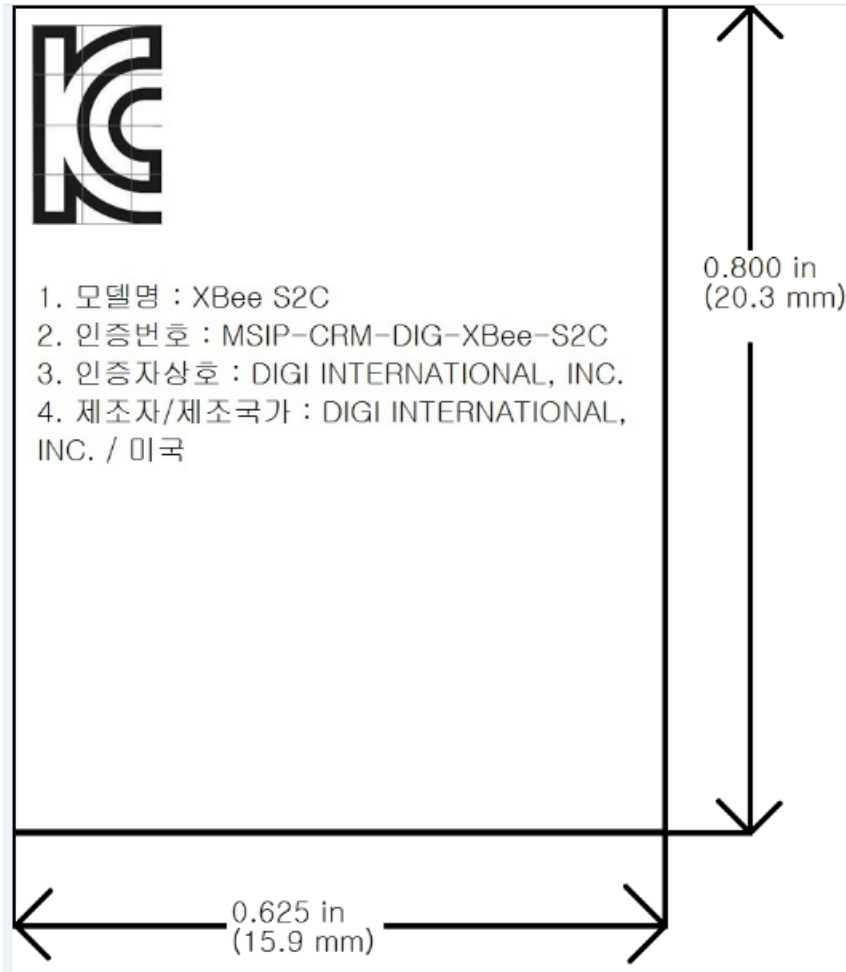 KC
1. 모델명 : XBee S2C
2. 인증번호 : MSIP-CRM-DIG-XBee-S2C
3. 인증자상호 : DIGI INTERNATIONAL, INC.
4. 제조자/제조국가 : DIGI INTERNATIONAL,
INC. / 미국
0.800 in
(20.3 mm)
0.625 in
(15.9 mm)